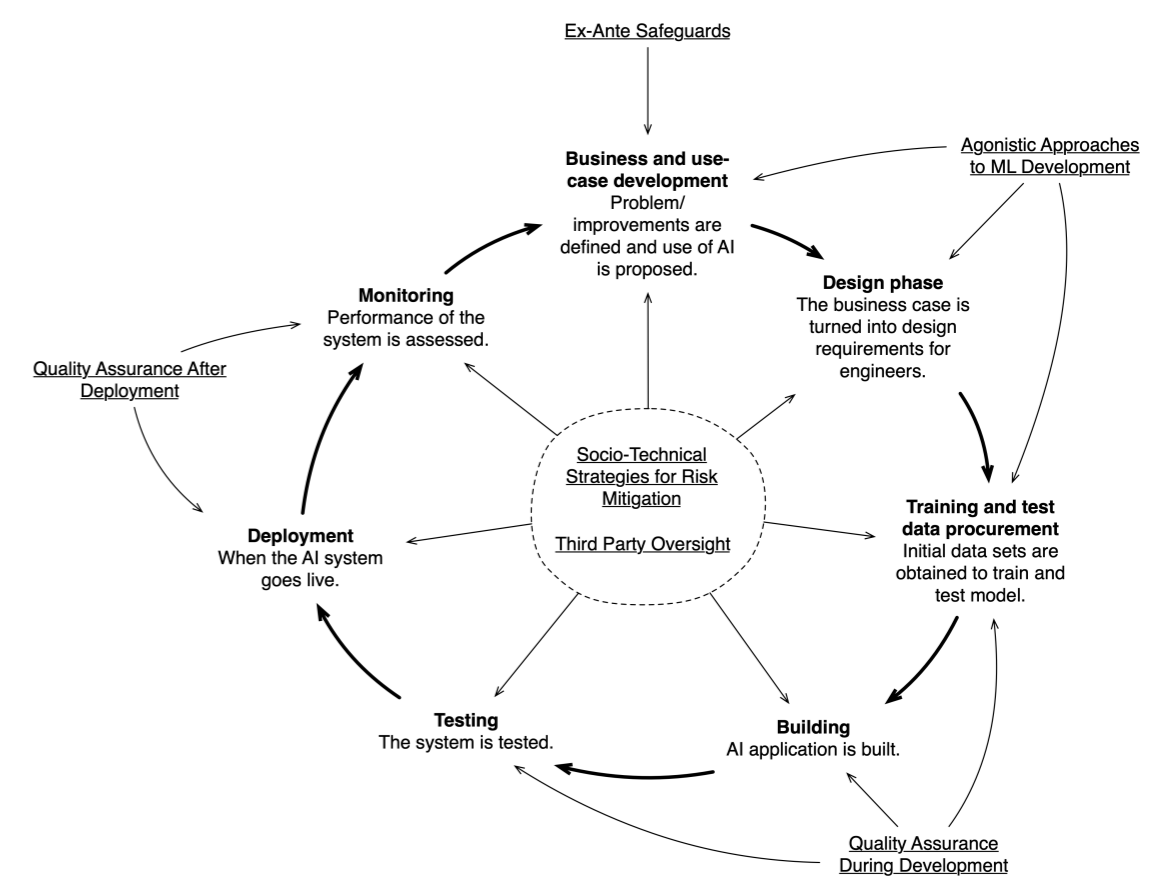 Ex-Ante Safeguards
Business and use-
case development
Problem/
improvements are
defined and use of AI
is proposed.
Agonistic Approaches
to ML Development
Design phase
The business case is
turned into design
requirements for
engineers.
Monitoring
Performance of the
system is assessed.
Quality Assurance After
Deployment
Socio-Technical
Strategies for Risk
Mitigation
Third Party Oversight
Training and test
data procurement
Initial data sets are
obtained to train and
test model.
Deployment
When the AI system
goes live.
Testing
The system is tested.
Building
AI application is built.
Quality Assurance
During Development